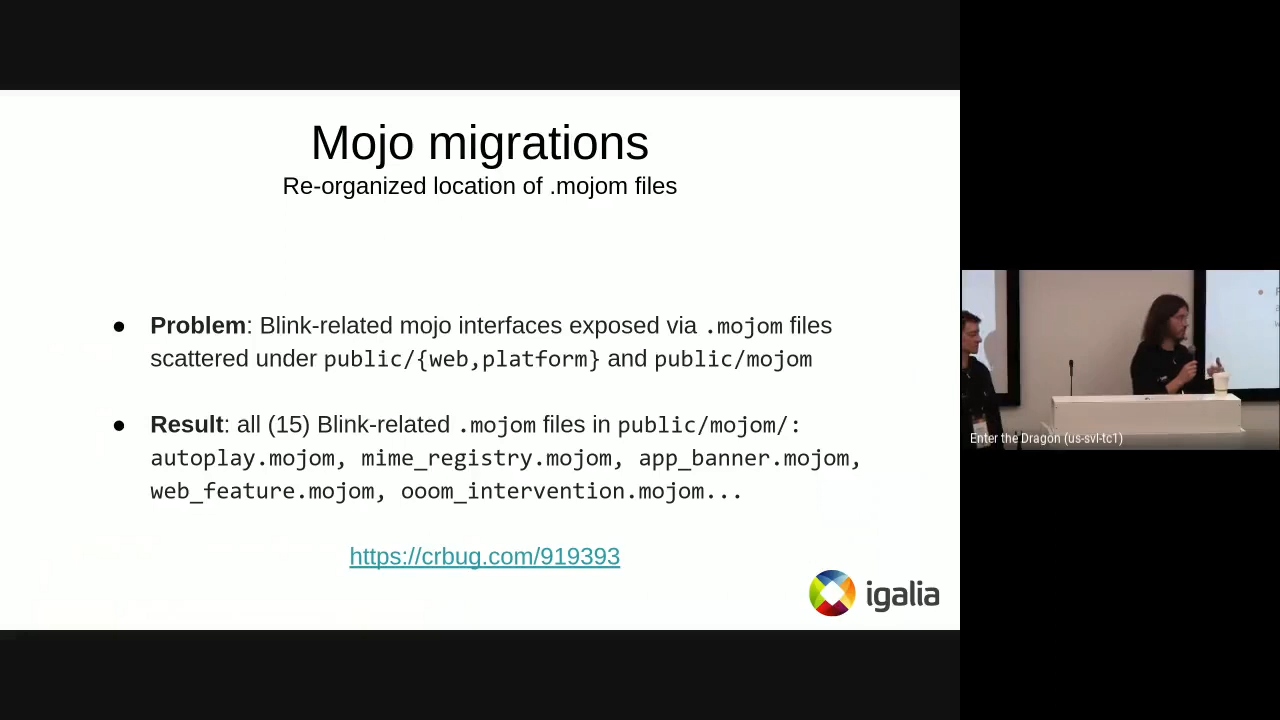 Mojo migrations
Re-organized location of .mojom files
● Problem: Blink-related mojo interfaces exposed via .mojom files
scattered under public/{web,platform} and public/mojom
● Result: all (15) Blink-related .mojom files in public/mojom/:
autoplay.mojom, mime_registry.mojom, app_banner.mojom,
web_feature.mojom, ooom_intervention.mojom...
https://crbug.com/919393
igalia
Enter the Dragon (us-svl-tc1)